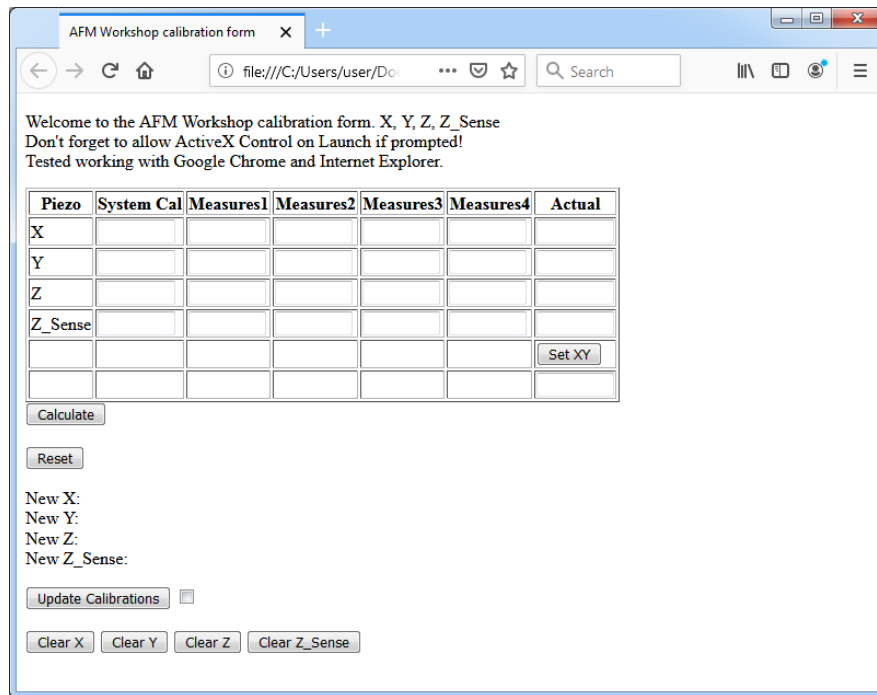 AFM Workshop calibration form
file:///C:/Users/user/Do
Search
Welcome to the AFM Workshop calibration form. X, Y, Z, Z_Sense
Don't forget to allow ActiveX Control on Launch if prompted!
Tested working with Google Chrome and Internet Explorer.
Piezo System Cal Measures1 Measures2 Measures3 Measures4 Actual
X
Y
Z
Z_Sense
Set XY
Calculate
Reset
New X:
New Y:
New Z:
New Z_Sense:
Update Calibrations
Clear X Clear Y Clear Z Clear Z_Sense